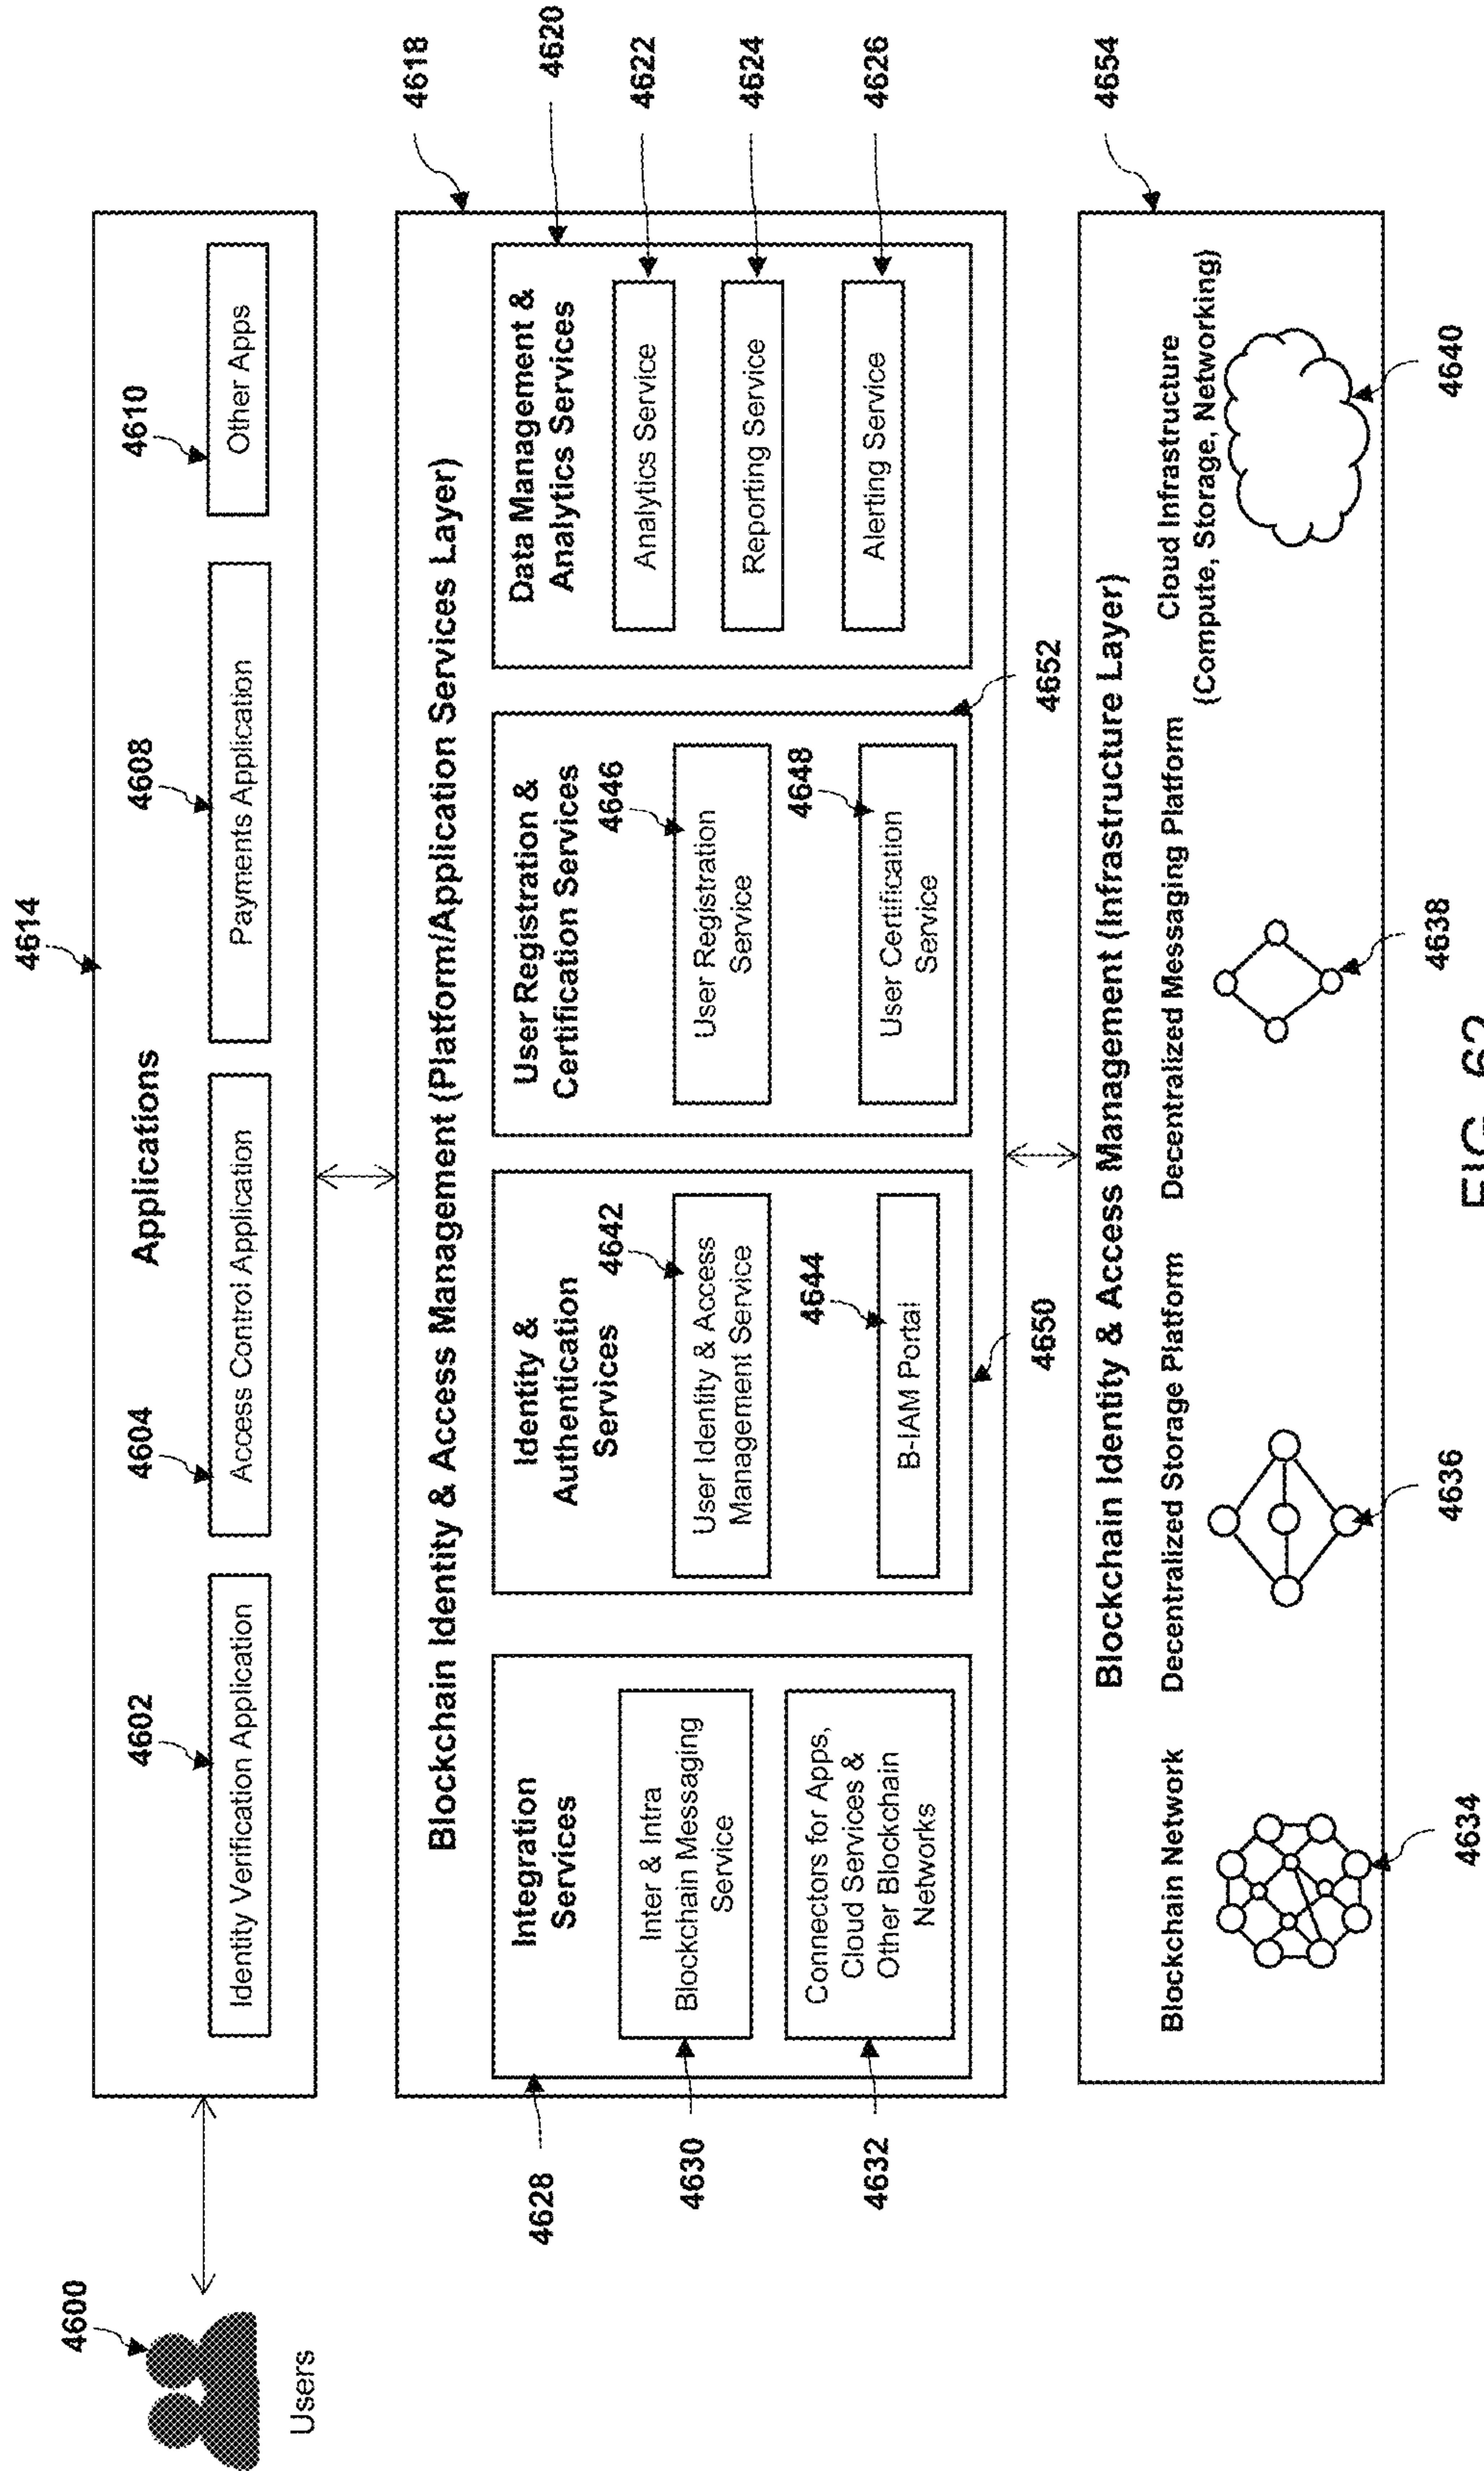 4614
4600
Users
Applications
4602
Identity Verification Application
4604
Access Control Application
4608
Payments Application
4610
Other Apps
4618
Blockchain Identity & Access Management (Platform/Application Services Layer)
4628
Integration
Services
4630
Inter & Intra
Blockchain Messaging
Service
4632
Connectors for Apps,
Cloud Services &
Other Blockchain
Networks
Identity &
Authentication
Services
4642
User Identity & Access
Management Service
4644
B-IAM Portal
4650
User Registration &
Certification Services
4646
User Registration
Service
4648
User Certification
Service
4652
4620
Data Management &
Analytics Services
4622
Analytics Service
4624
Reporting Service
4626
Alerting Service
4654
Blockchain Identity & Access Management (Infrastructure Layer)
Blockchain Network
4634
Decentralized Storage Platform
4636
Decentralized Messaging Platform
4638
Cloud Infrastructure
(Compute, Storage, Networking)
4640
FIG. 62